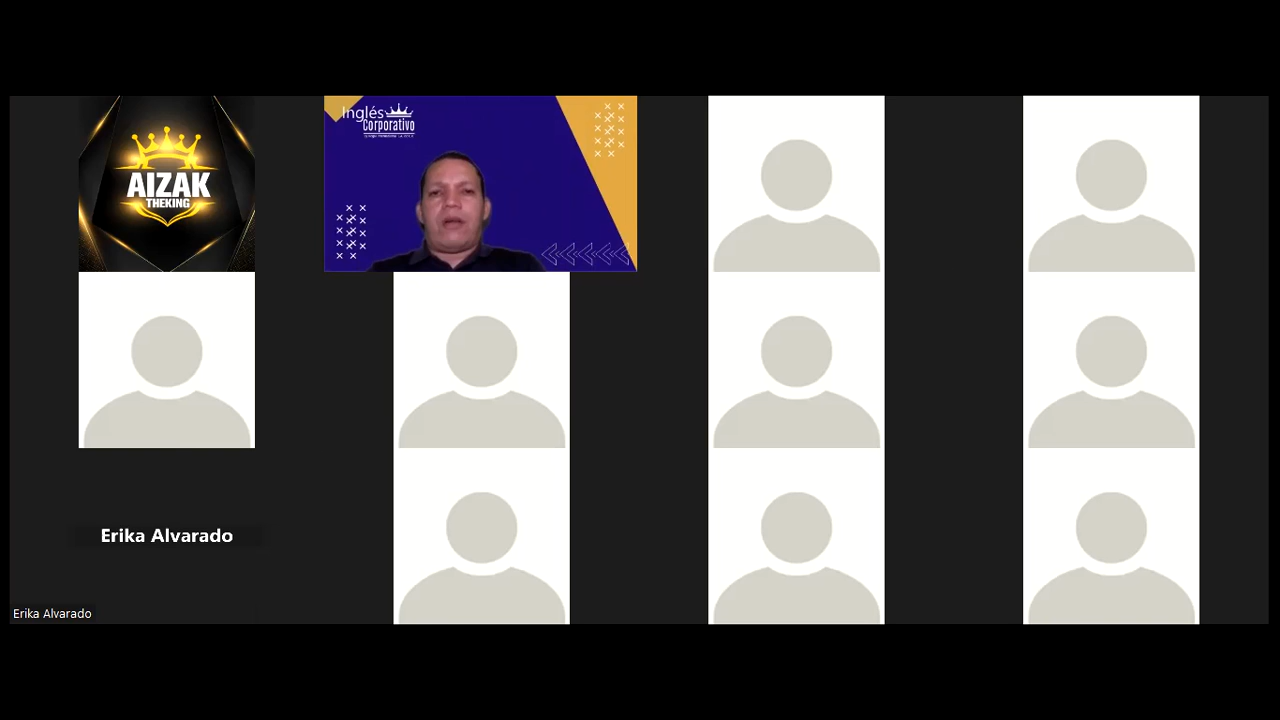 AIZAK
THEKING
Inglés
Corporativo
Erika Alvarado
Erika Alvarado